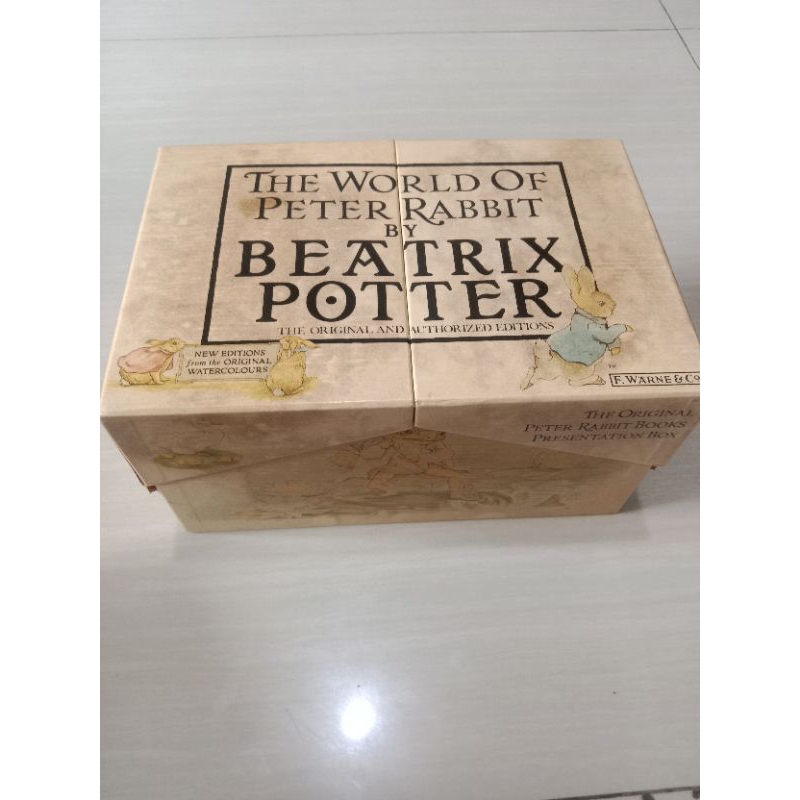 THE WORLD OF
PETER RABBIT
BY
BEATRIX
POTTER
THE ORIGINAL AND AUTHORIZED EDITIONS
NEW EDITIONS
from the ORIGINAL
WATERCOLOURS
TM
F. WARNE & Co
THE ORIGINAL
PETER RABBIT BOOKS
PRESENTATION BOX